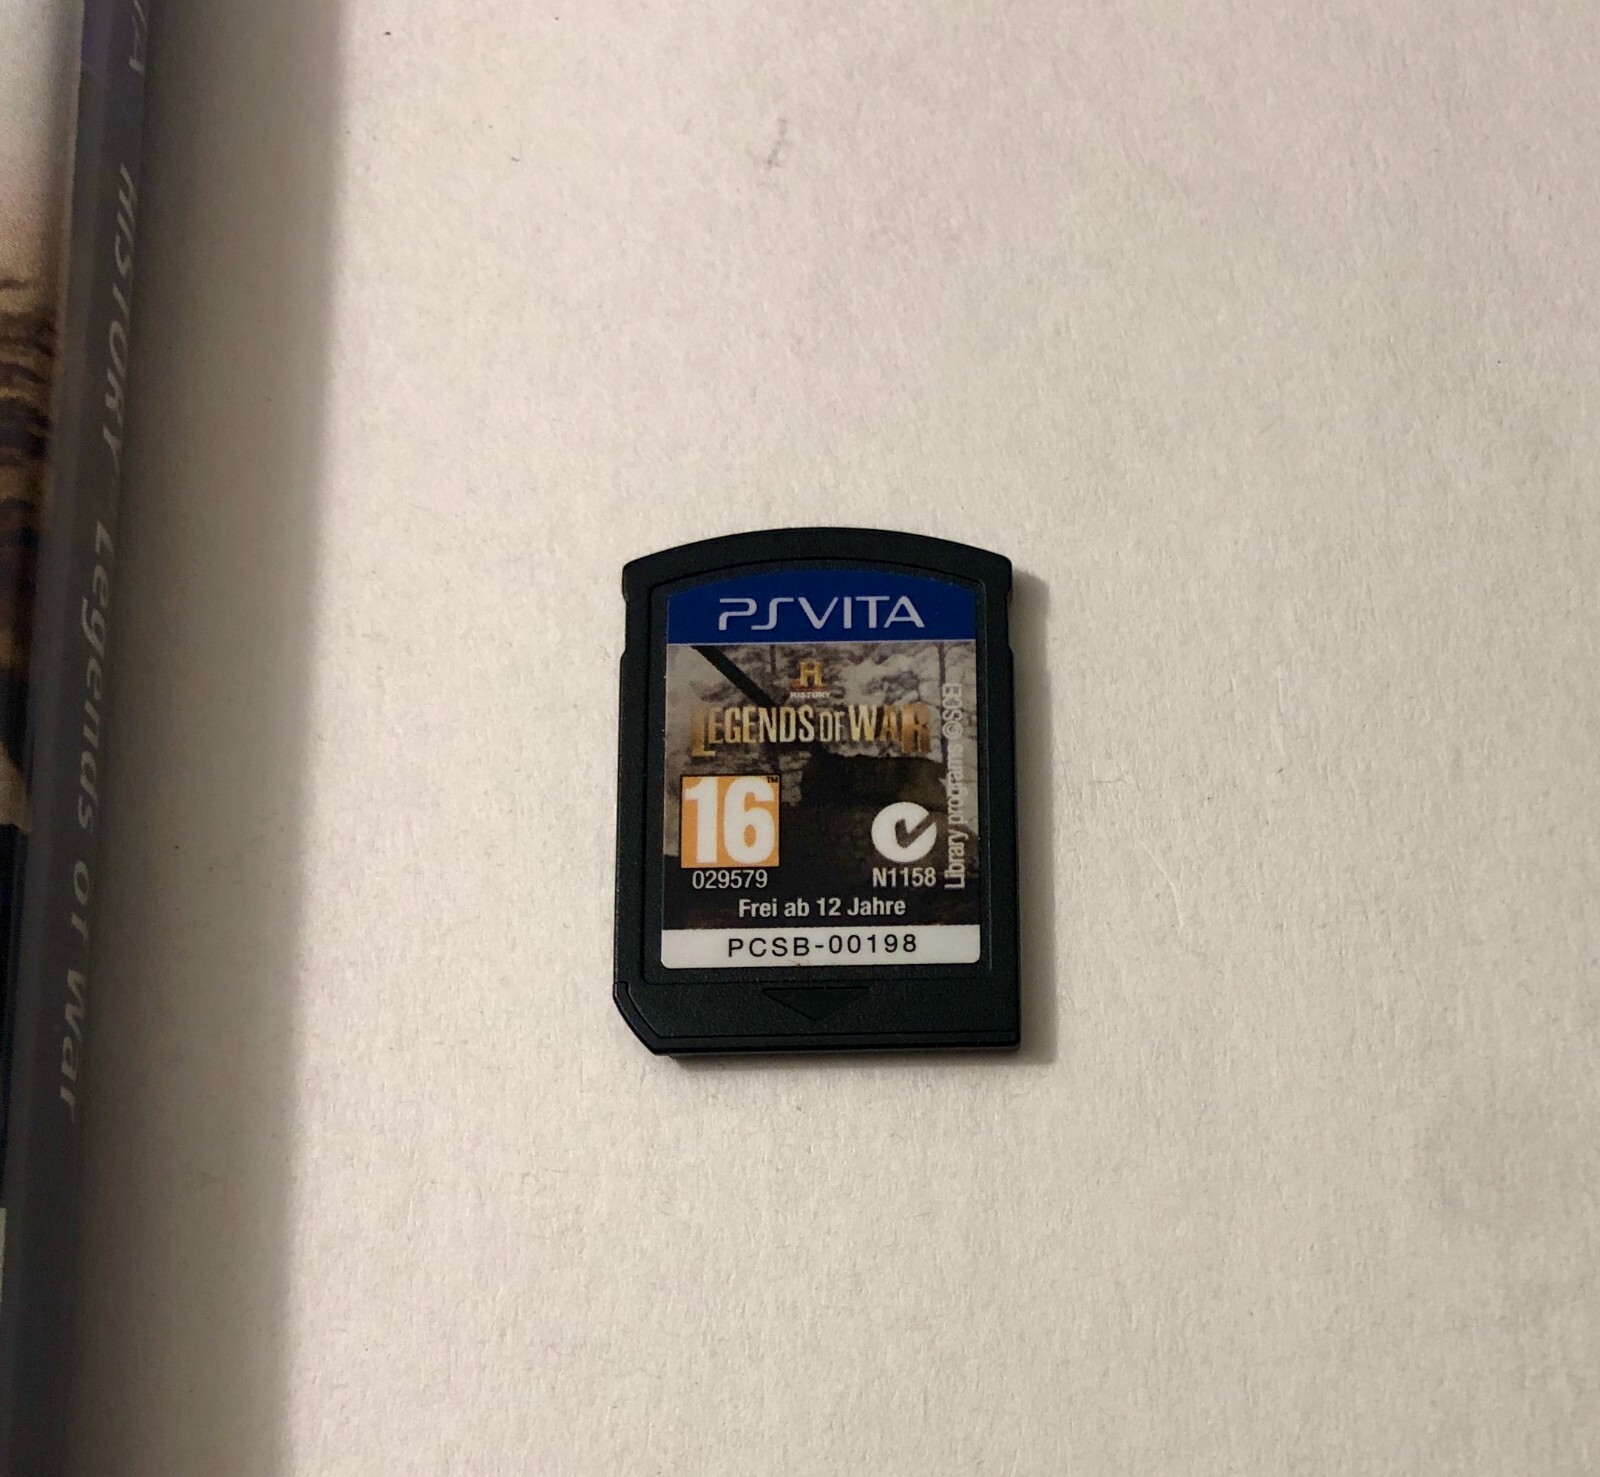 HISTORY Legends of War
PSVITA
H
HISTORY
LEGENDS OF WAR
16™
029579
N1158
Library programs ©SCEI
Frei ab 12 Jahre
PCSB-00198